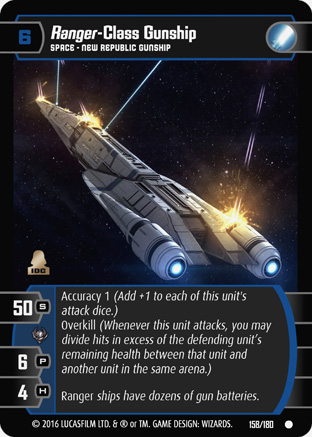 6
Ranger-Class Gunship
SPACE - NEW REPUBLIC GUNSHIP
IDC
50 S
6 P
4 H
Accuracy 1 (Add +1 to each of this unit's
attack dice.)
Overkill (Whenever this unit attacks, you may
divide hits in excess of the defending unit's
remaining health between that unit and
another unit in the same arena.)
Ranger ships have dozens of gun batteries.
© 2016 LUCASFILM LTD. & ® or TM. GAME DESIGN: WIZARDS.
158/180